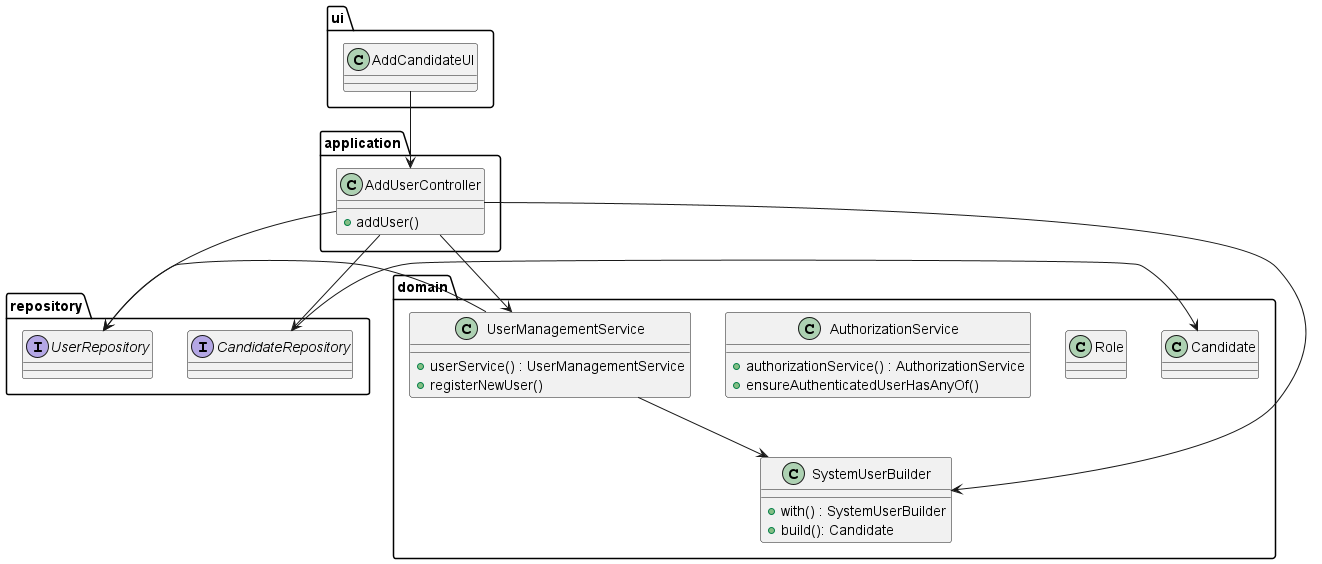 ui
C AddCandidateUI
application
C AddUserController
addUser()
repository
I UserRepository
I CandidateRepository
domain
C UserManagementService
userService() : UserManagementService
registerNewUser()
C AuthorizationService
authorizationService() : AuthorizationService
ensureAuthenticatedUserHasAnyOf()
C Role
C Candidate
C SystemUserBuilder
with() : SystemUserBuilder
build(): Candidate